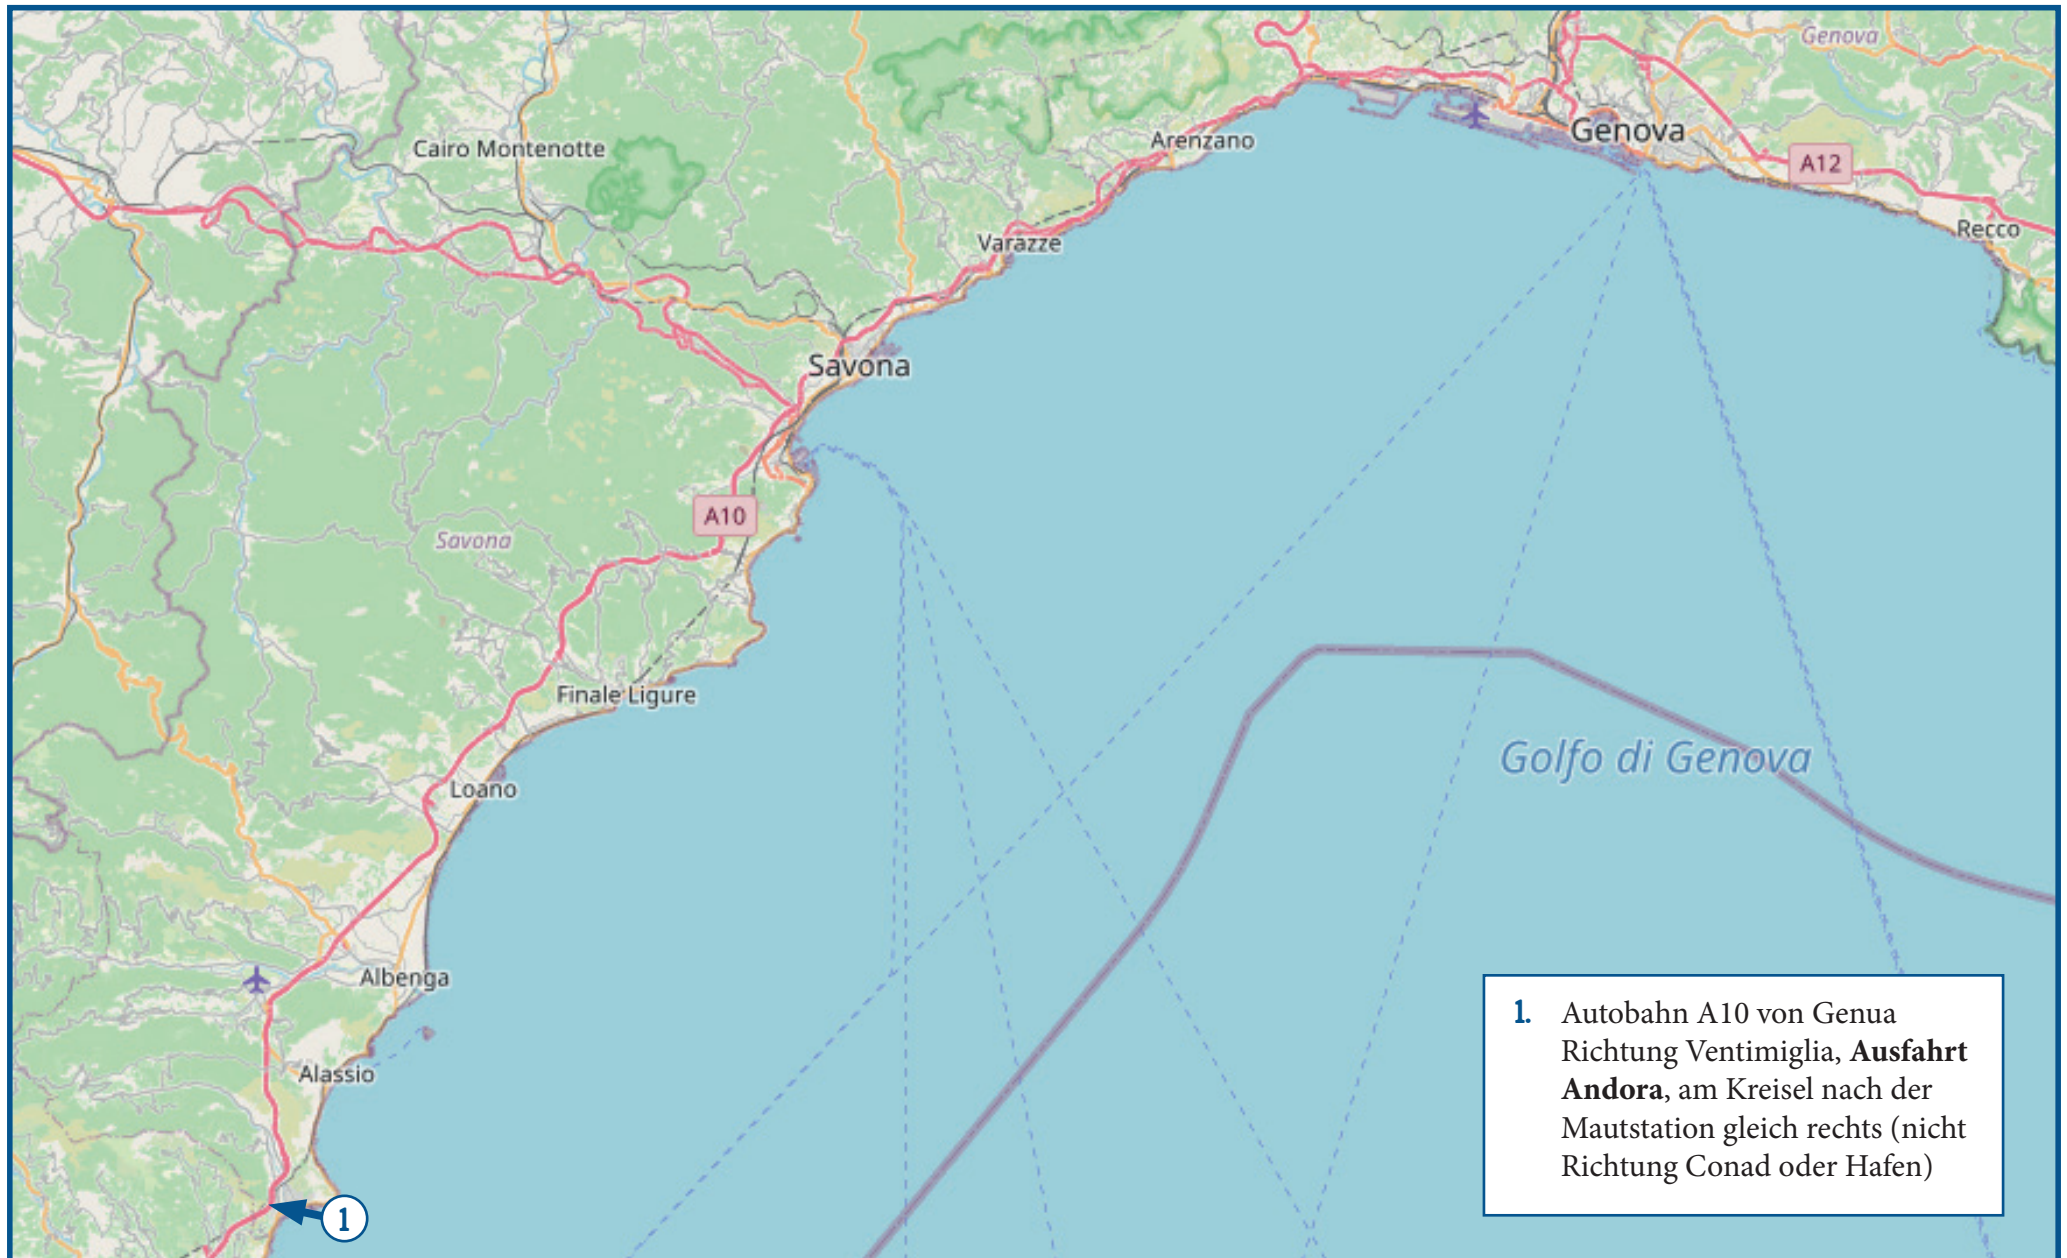 Genova
Cairo Montenotte
Arenzano
Genova
A12
Recco
Varazze
Savona
A10
Savona
Finale Ligure
Golfo di Genova
Loano
Albenga
Alassio
1. Autobahn A10 von Genua
Richtung Ventimiglia, Ausfahrt
Andora, am Kreisel nach der
Mautstation gleich rechts (nicht
Richtung Conad oder Hafen)
1